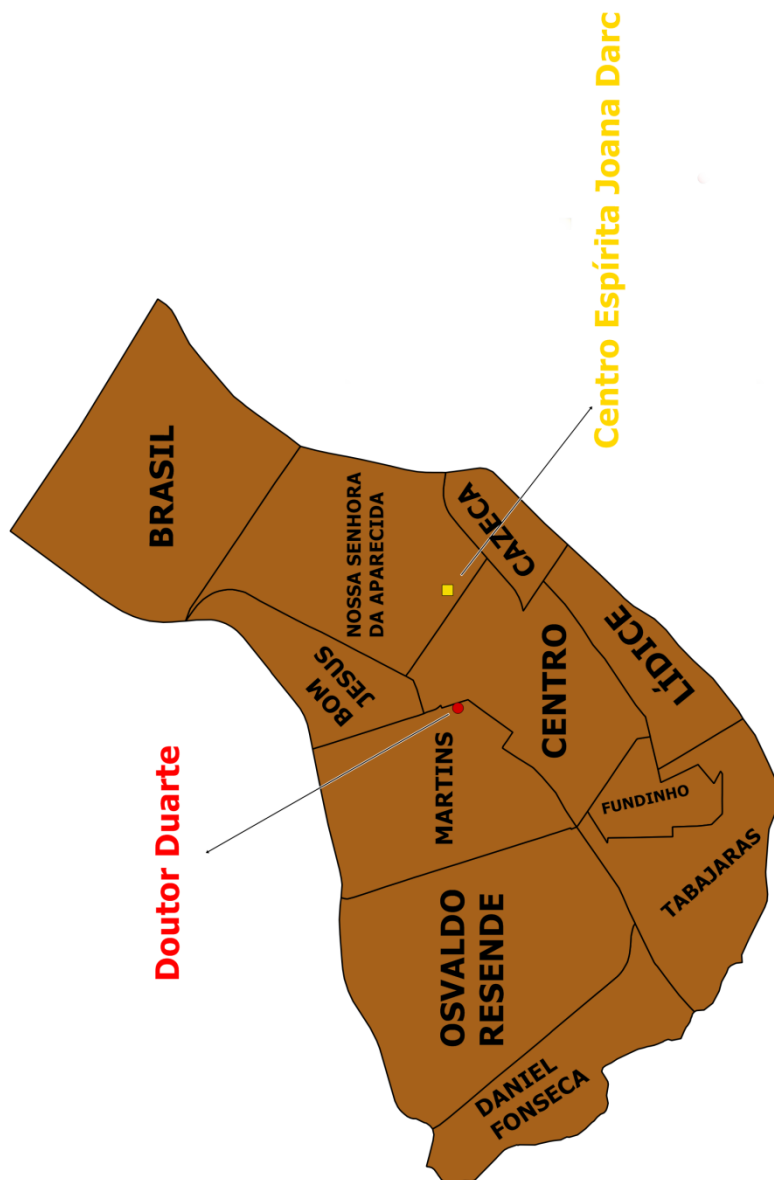 Centro Espírita Joana Darc
BRASIL
NOSSA SENHORA
DA APARECIDA
CAZECA
BOM
JESUS
LÍDICE
CENTRO
Doutor Duarte
MARTINS
FUNDINHO
TABAJARAS
OSVALDO
RESENDE
DANIEL
FONSECA